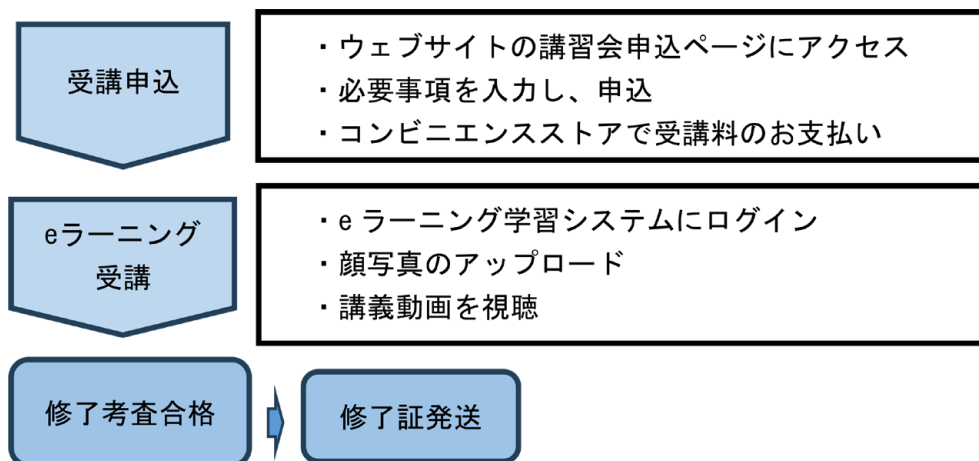 受講申込
・ウェブサイトの講習会申込ページにアクセス
・必要事項を入力し、申込
・コンビニエンスストアで受講料のお支払い
eラーニング
受講
・e ラーニング学習システムにログイン
・顔写真のアップロード
・講義動画を視聴
修了考査合格
修了証発送